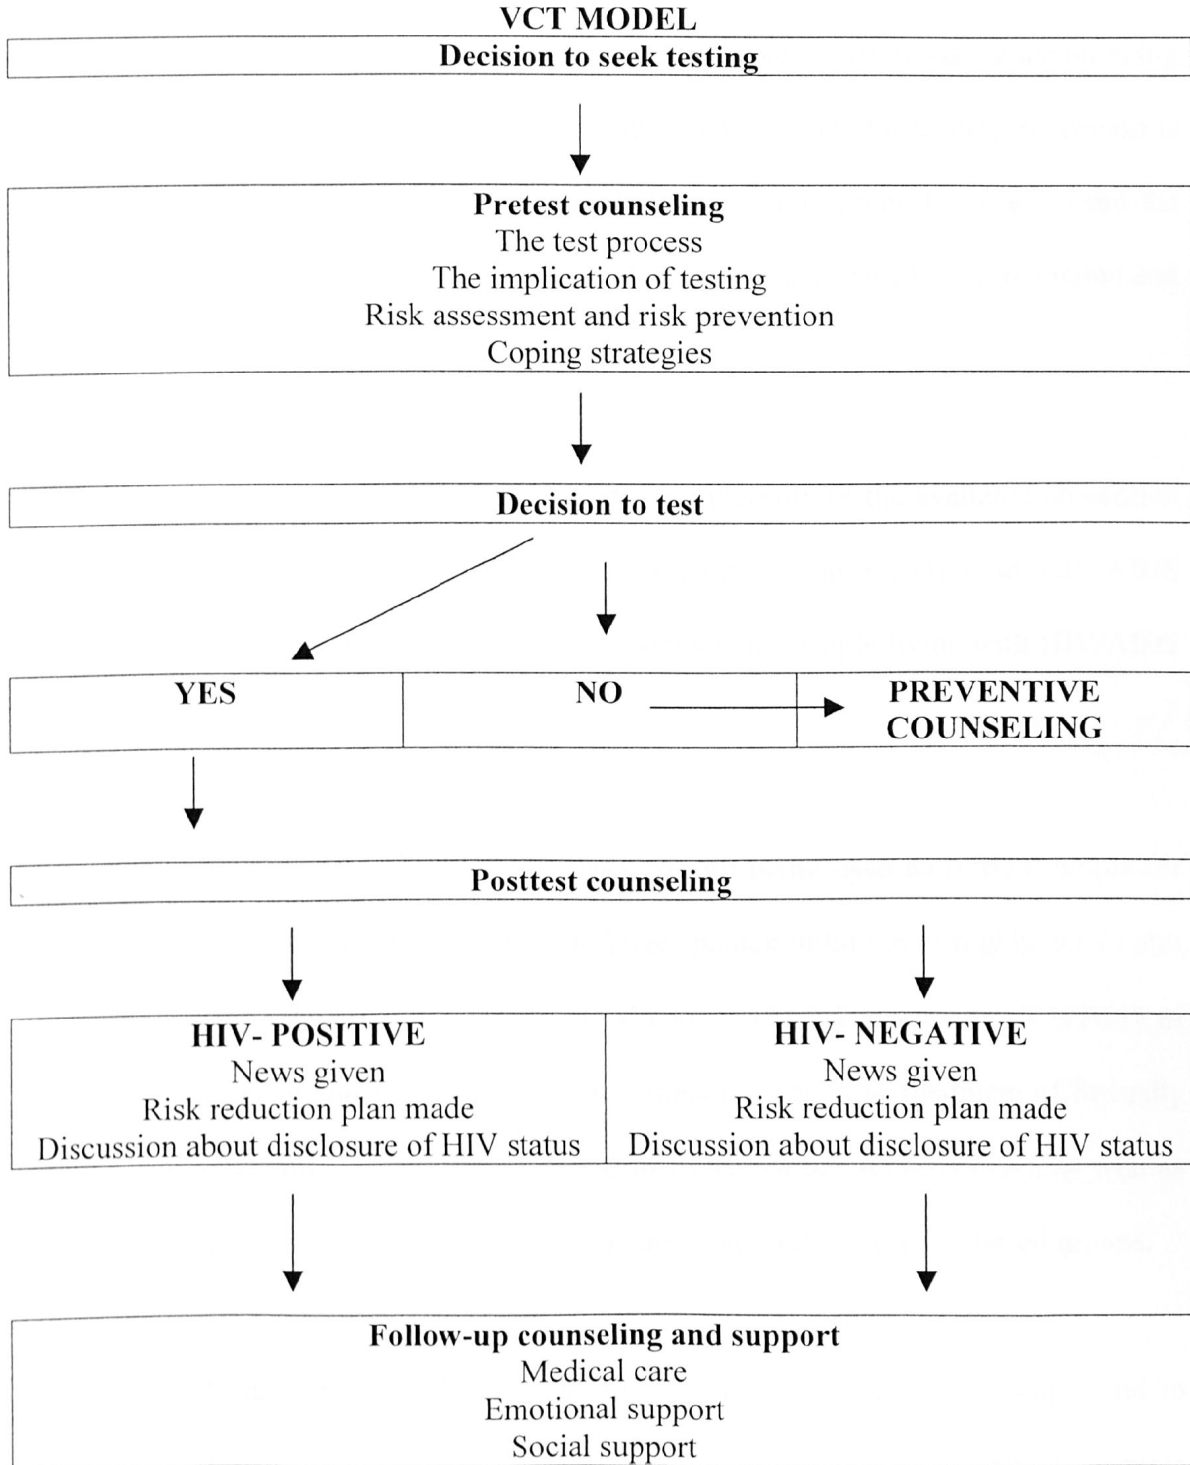 VCT MODEL
Decision to seek testing
Pretest counseling
The test process
The implication of testing
Risk assessment and risk prevention
Coping strategies
Decision to test
YES
NO
PREVENTIVE
COUNSELING
Posttest counseling
HIV- POSITIVE
News given
Risk reduction plan made
Discussion about disclosure of HIV status
HIV- NEGATIVE
News given
Risk reduction plan made
Discussion about disclosure of HIV status
Follow-up counseling and support
Medical care
Emotional support
Social support